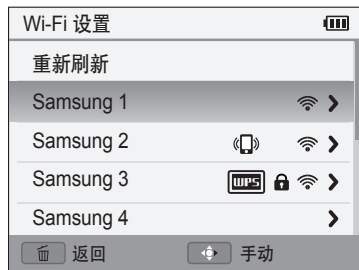 Wi-Fi 设置
重新刷新
Samsung 1
Samsung 2
Samsung 3 WPS
Samsung 4
返回 手动